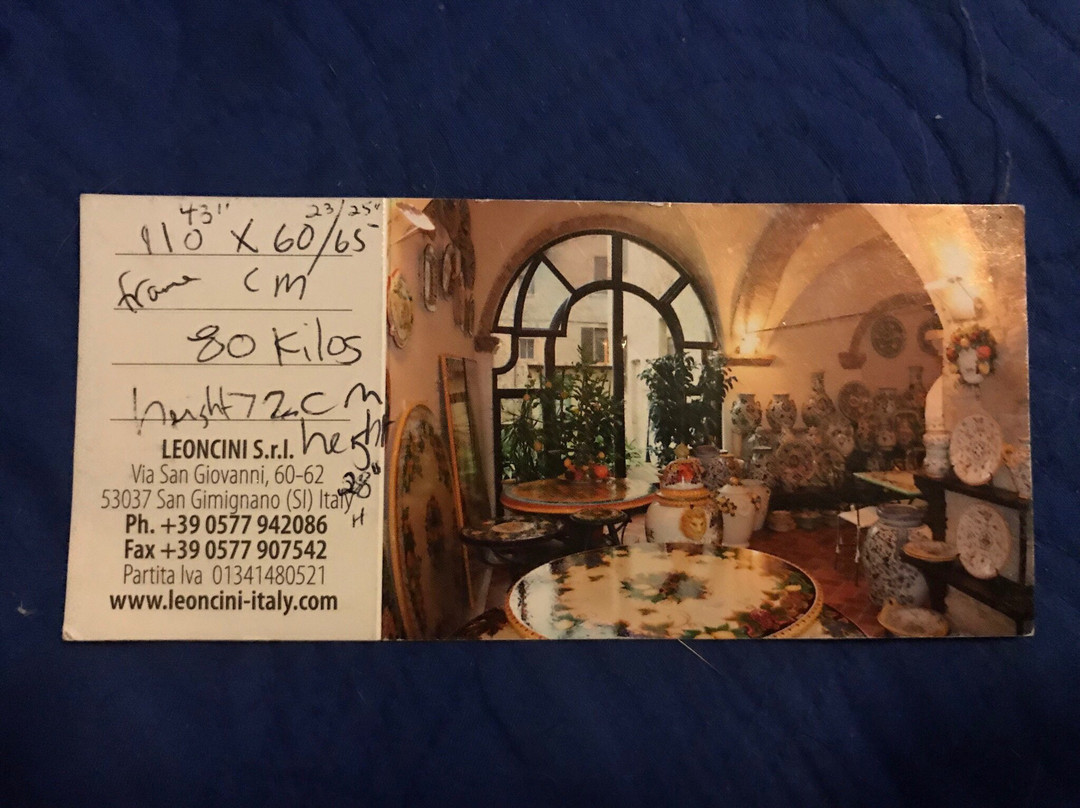 43" 23/25"
110 X 60/65
frame cm
80 Kilos
height 72 cm
height
28"
H
LEONCINI S.r.l.
Via San Giovanni, 60-62
53037 San Gimignano (SI) Italy
Ph. +39 0577 942086
Fax +39 0577 907542
Partita Iva 01341480521
www.leoncini-italy.com